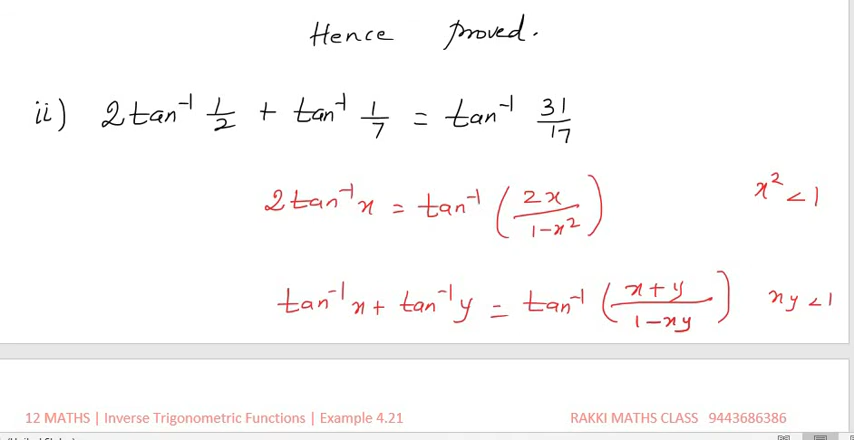 Hence proved.
ii) 2tan⁻¹ 1/2 + tan⁻¹ 1/7 = tan⁻¹ 31/17
2tan⁻¹x = tan⁻¹(2x/(1-x²)) x² < 1
tan⁻¹x + tan⁻¹y = tan⁻¹((x+y)/(1-xy)) xy < 1
12 MATHS | Inverse Trigonometric Functions | Example 4.21 RAKKI MATHS CLASS 9443686386